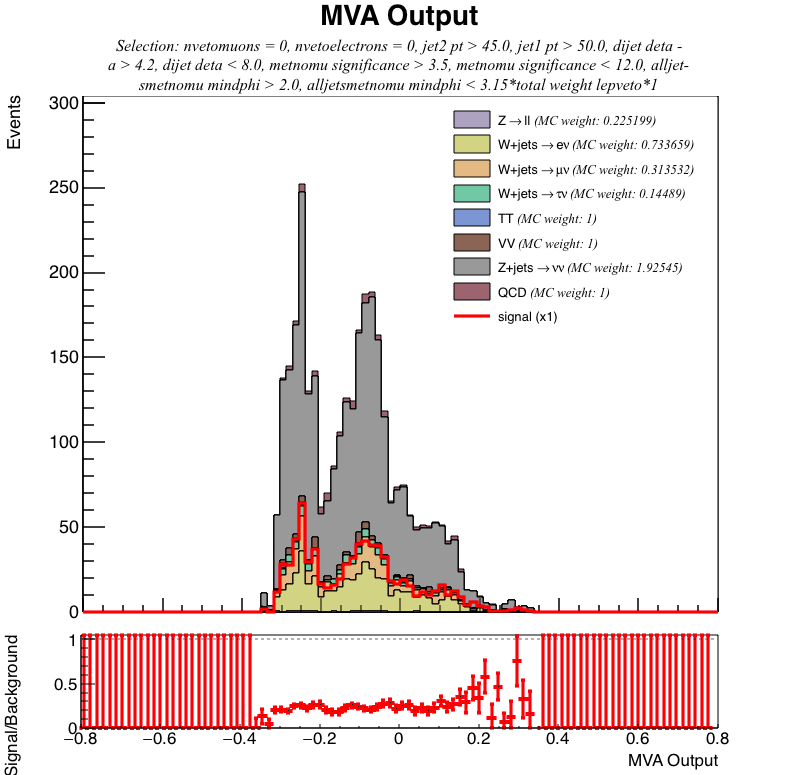 MVA Output
Selection: nvetomuons = 0, nvetoelectrons = 0, jet2 pt > 45.0, jet1 pt > 50.0, dijet deta -
a > 4.2, dijet deta < 8.0, metnomu significance > 3.5, metnomu significance < 12.0, alljet-
smetnomu mindphi > 2.0, alljetsmetnomu mindphi < 3.15*total weight lepveto*1
Events
300
250
200
150
100
50
0
Z→ll (MC weight: 0.225199)
W+jets→eν (MC weight: 0.733659)
W+jets→μν (MC weight: 0.313532)
W+jets→τν (MC weight: 0.14489)
TT (MC weight: 1)
VV (MC weight: 1)
Z+jets→νν (MC weight: 1.92545)
QCD (MC weight: 1)
signal (x1)
Signal/Background
1
0.5
0
−0.8 −0.6 −0.4 −0.2 0 0.2 0.4 0.6 0.8
MVA Output